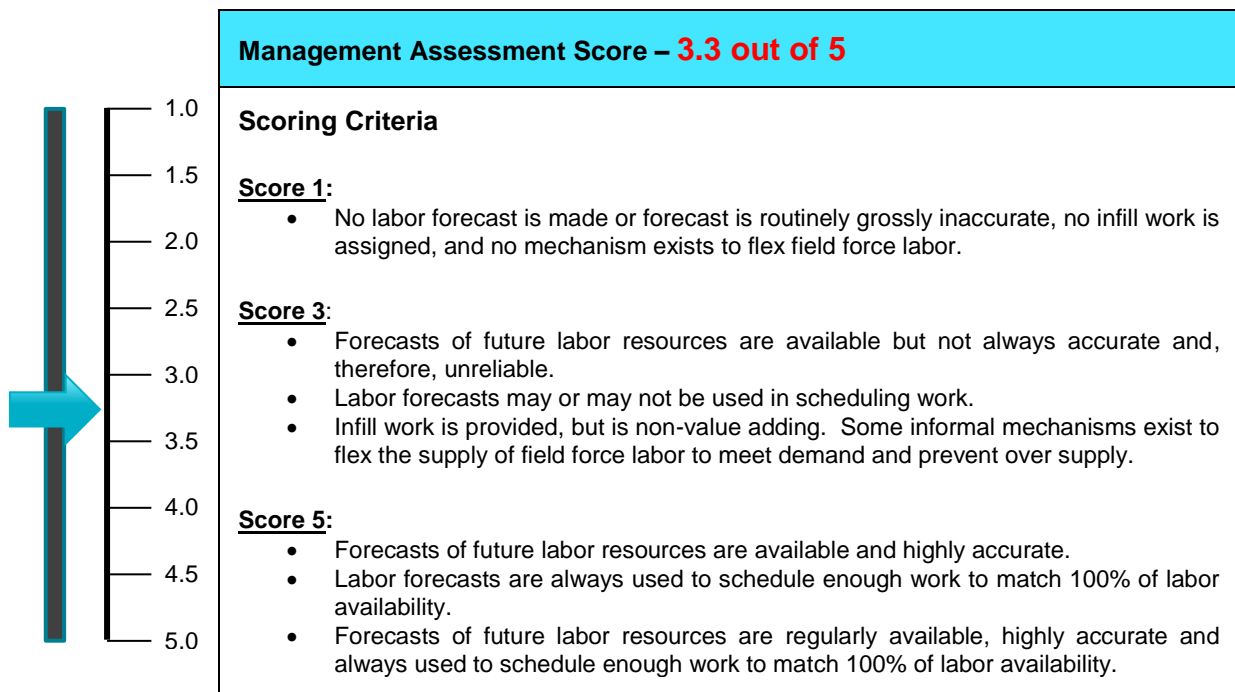 Management Assessment Score – 3.3 out of 5
1.0
1.5
2.0
2.5
3.0
3.5
4.0
4.5
5.0
Scoring Criteria
Score 1:
• No labor forecast is made or forecast is routinely grossly inaccurate, no infill work is
assigned, and no mechanism exists to flex field force labor.
Score 3:
• Forecasts of future labor resources are available but not always accurate and,
therefore, unreliable.
• Labor forecasts may or may not be used in scheduling work.
• Infill work is provided, but is non-value adding.  Some informal mechanisms exist to
flex the supply of field force labor to meet demand and prevent over supply.
Score 5:
• Forecasts of future labor resources are available and highly accurate.
• Labor forecasts are always used to schedule enough work to match 100% of labor
availability.
• Forecasts of future labor resources are regularly available, highly accurate and
always used to schedule enough work to match 100% of labor availability.